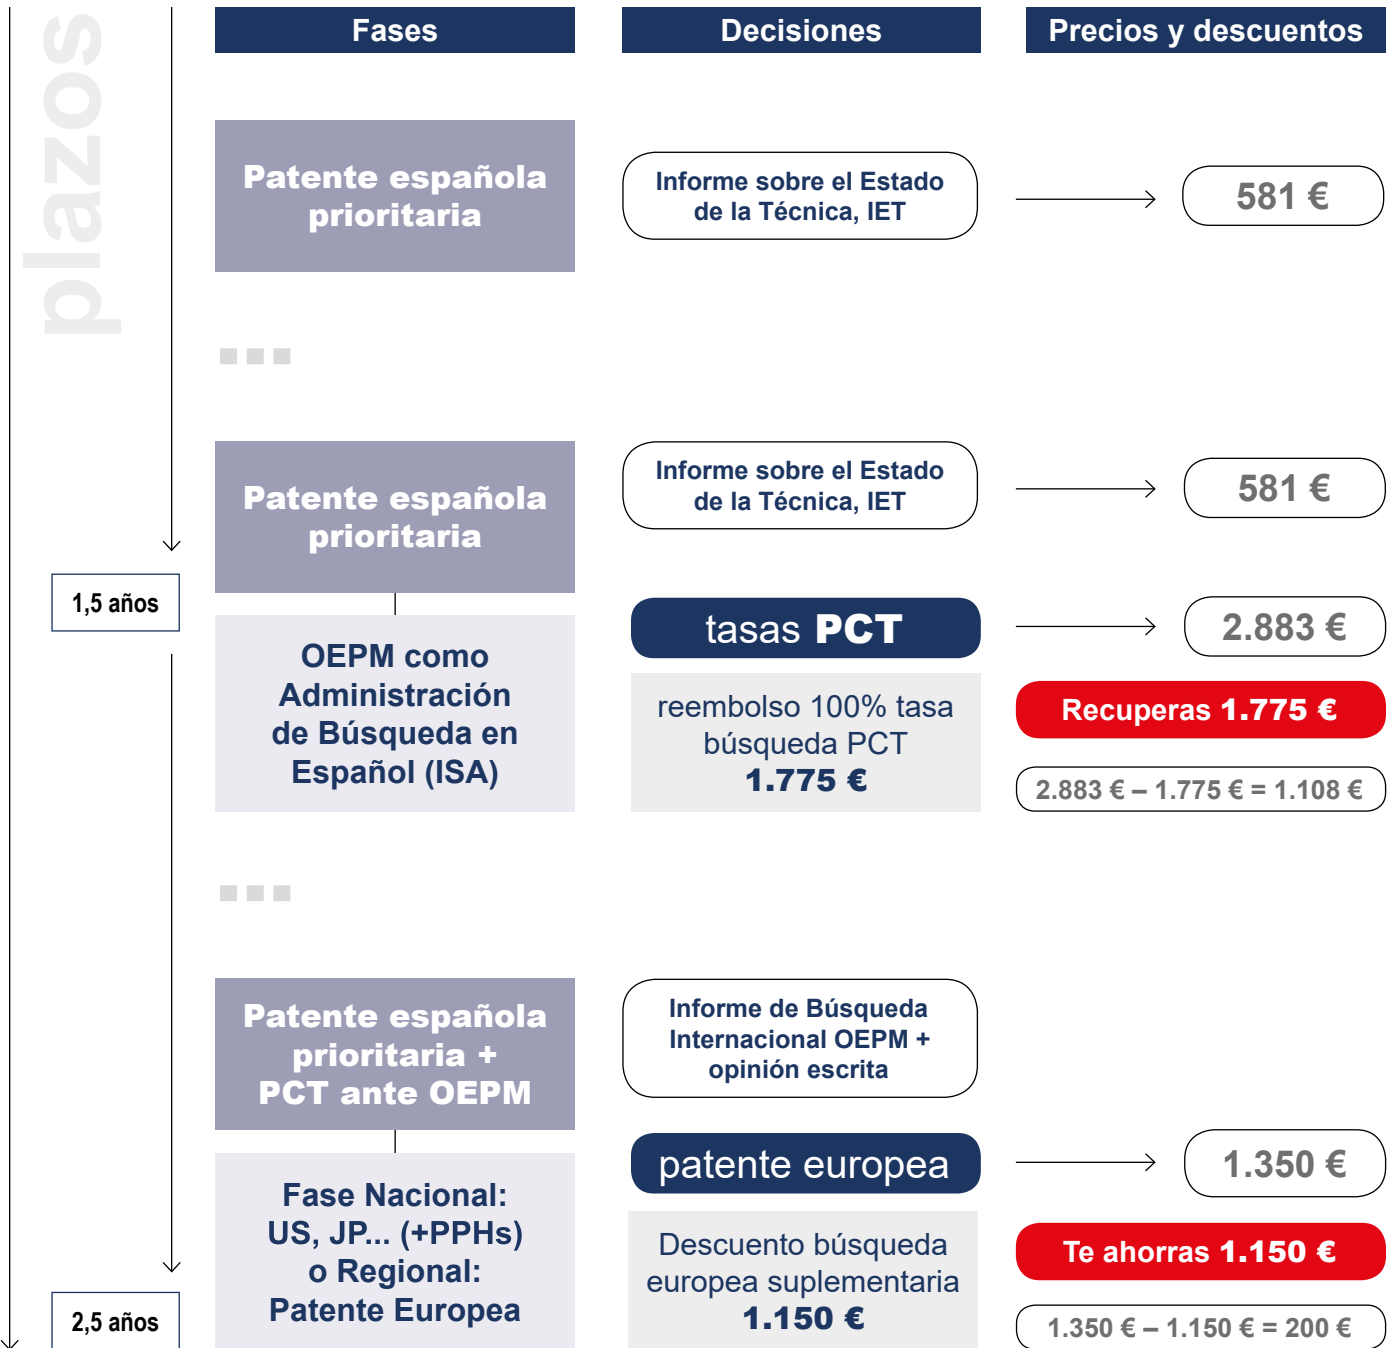 plazos
Fases
Decisiones
Precios y descuentos
Patente española
prioritaria
Informe sobre el Estado
de la Técnica, IET
581 €
Patente española
prioritaria
Informe sobre el Estado
de la Técnica, IET
581 €
1,5 años
OEPM como
Administración
de Búsqueda en
Español (ISA)
tasas PCT
2.883 €
reembolso 100% tasa
búsqueda PCT
1.775 €
Recuperas 1.775 €
2.883 € – 1.775 € = 1.108 €
Patente española
prioritaria +
PCT ante OEPM
Informe de Búsqueda
Internacional OEPM +
opinión escrita
patente europea
1.350 €
Fase Nacional:
US, JP... (+PPHs)
o Regional:
Patente Europea
Descuento búsqueda
europea suplementaria
1.150 €
Te ahorras 1.150 €
1.350 € – 1.150 € = 200 €
2,5 años